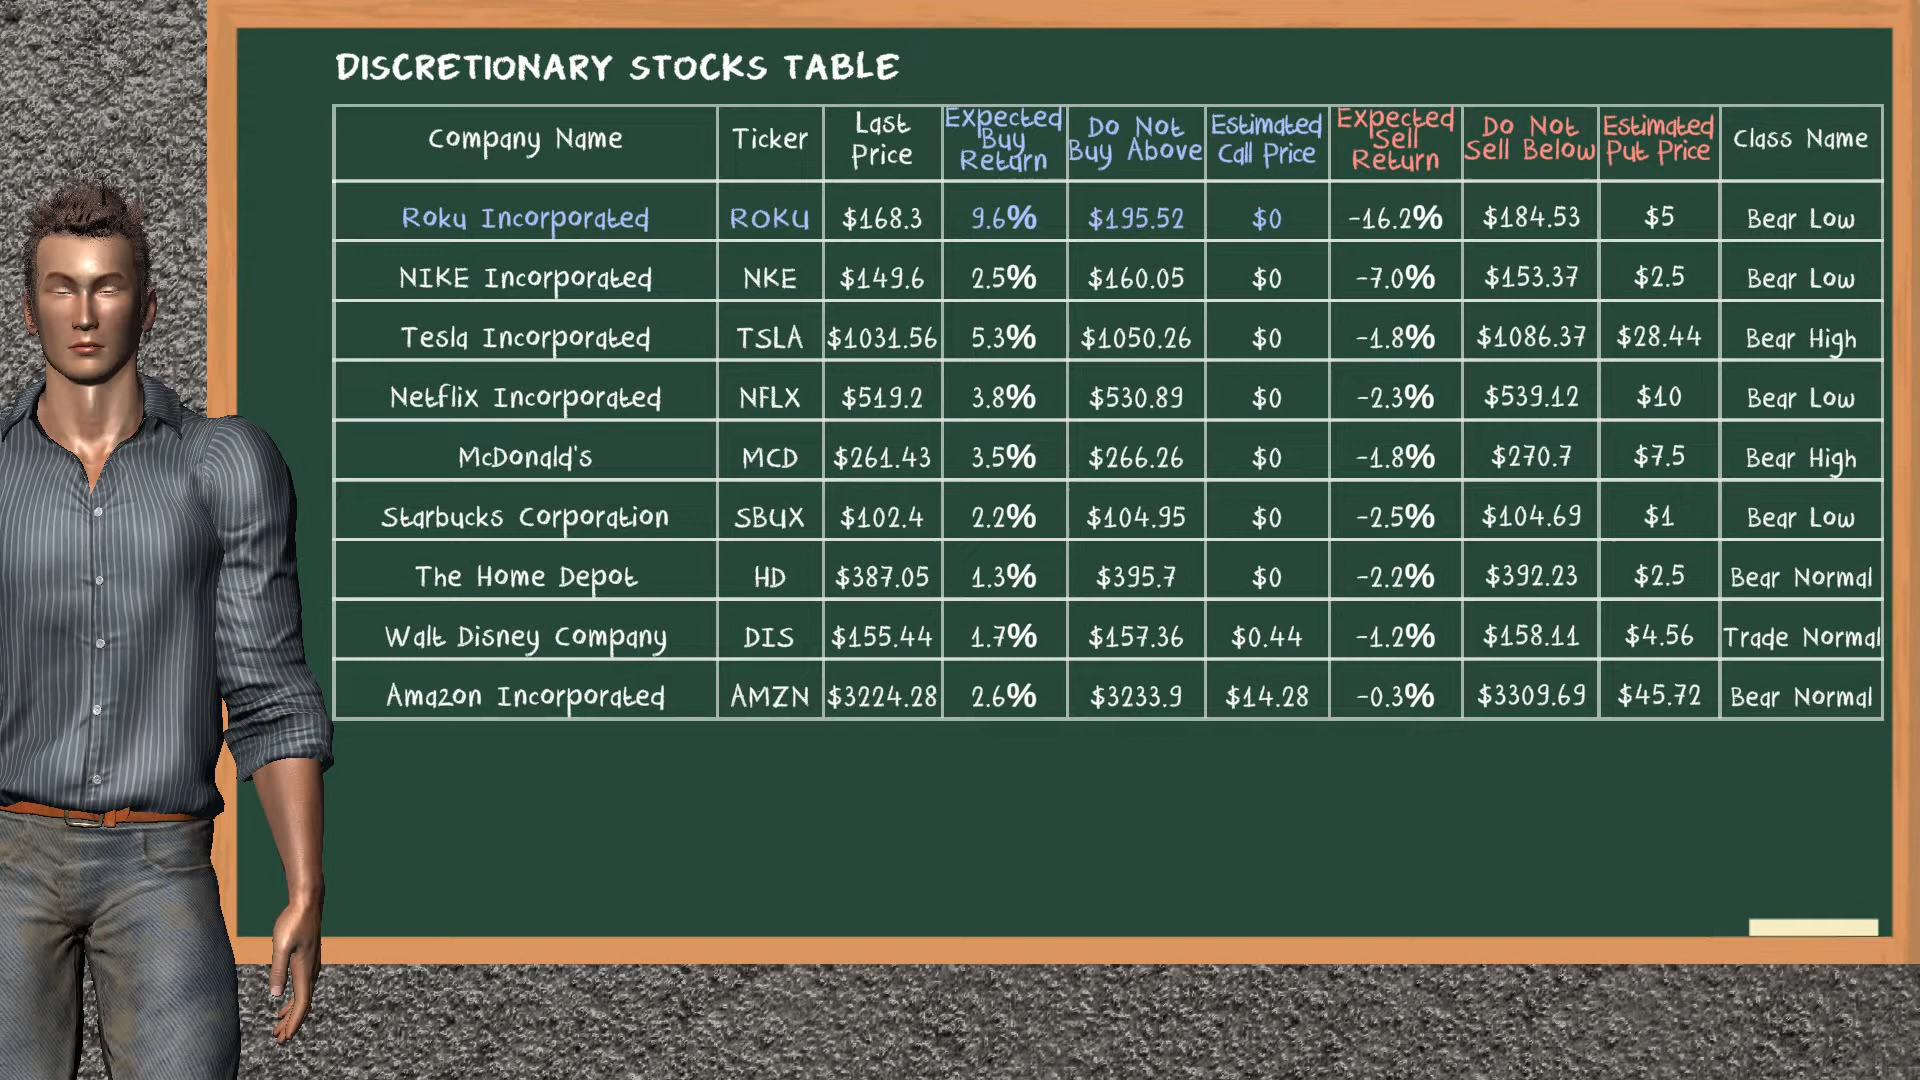 DISCRETIONARY STOCKS TABLE
Company Name Ticker Last Price Expected Buy Return Do Not Buy Above Estimated Call Price Expected Sell Return Do Not Sell Below Estimated Put Price Class Name
Roku Incorporated ROKU $168.3 9.6% $195.52 $0 -16.2% $184.53 $5 Bear Low
NIKE Incorporated NKE $149.6 2.5% $160.05 $0 -7.0% $153.37 $2.5 Bear Low
Tesla Incorporated TSLA $1031.56 5.3% $1050.26 $0 -1.8% $1086.37 $28.44 Bear High
Netflix Incorporated NFLX $519.2 3.8% $530.89 $0 -2.3% $539.12 $10 Bear Low
McDonald's MCD $261.43 3.5% $266.26 $0 -1.8% $270.7 $7.5 Bear High
Starbucks Corporation SBUX $102.4 2.2% $104.95 $0 -2.5% $104.69 $1 Bear Low
The Home Depot HD $387.05 1.3% $395.7 $0 -2.2% $392.23 $2.5 Bear Normal
Walt Disney Company DIS $155.44 1.7% $157.36 $0.44 -1.2% $158.11 $4.56 Trade Normal
Amazon Incorporated AMZN $3224.28 2.6% $3233.9 $14.28 -0.3% $3309.69 $45.72 Bear Normal